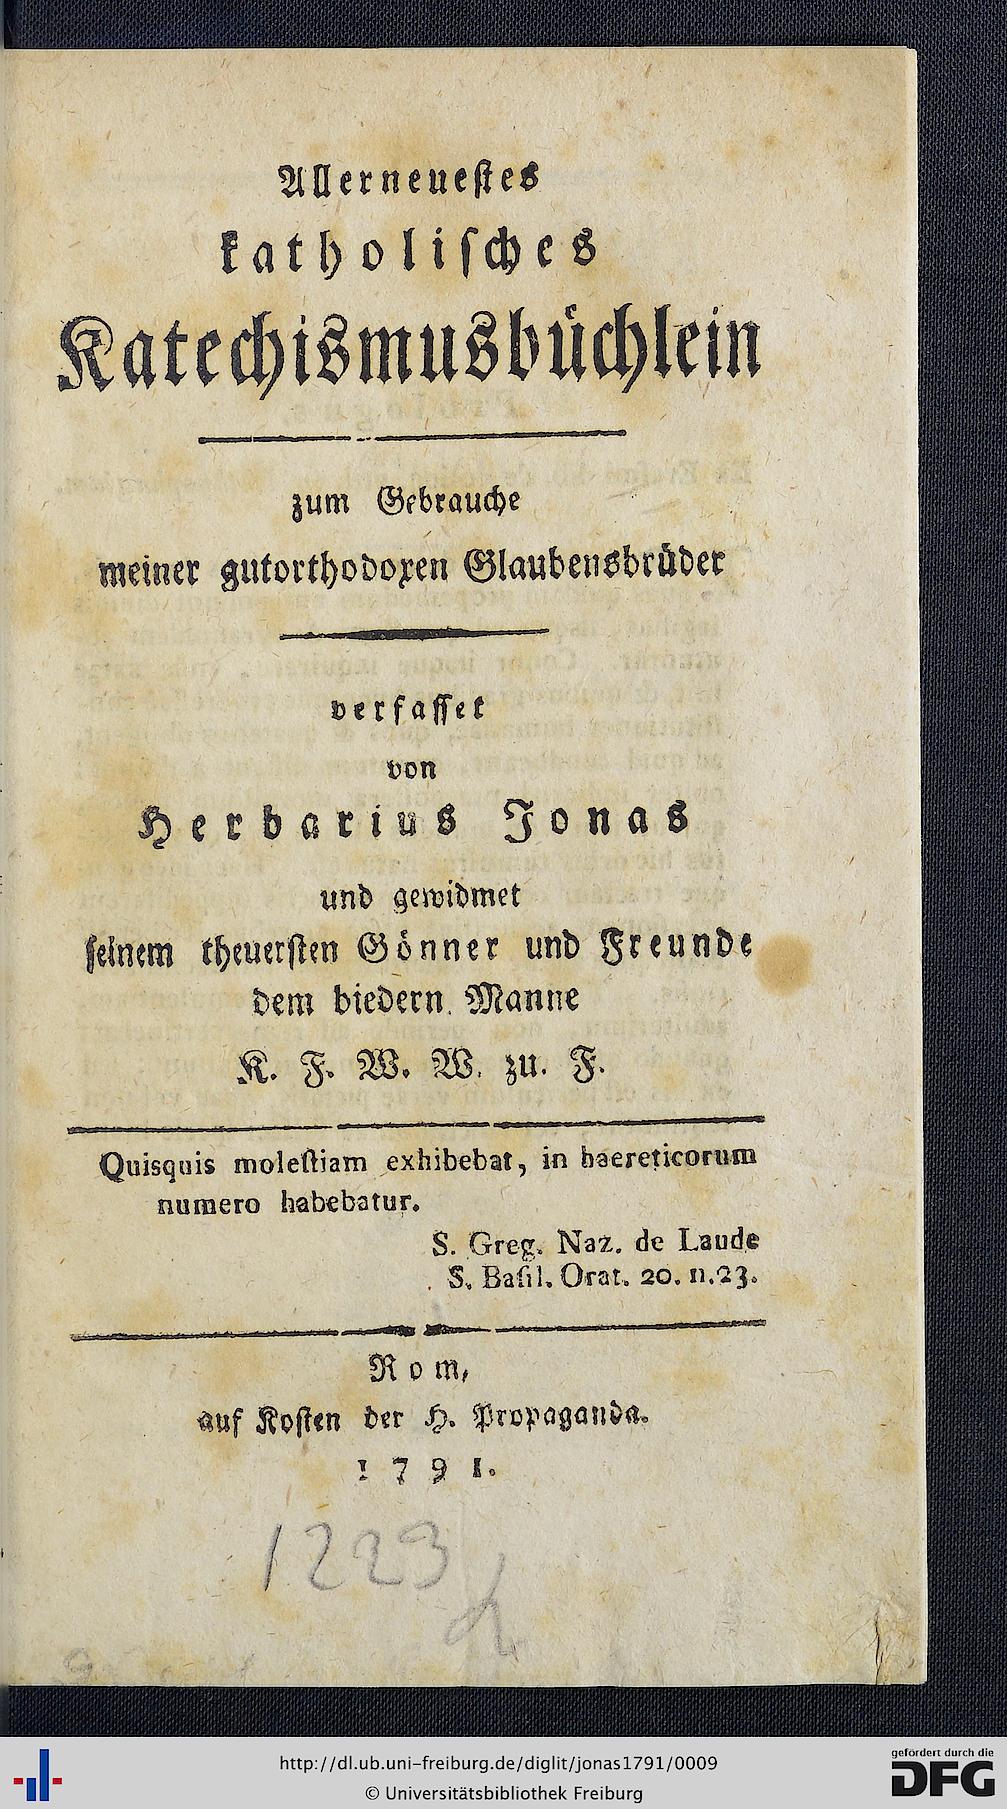 Allerneueſtes
katholiſches
Katechismusbüchlein
zum Gebrauche
meiner gutorthodoxen Glaubensbrüder
verfaſſet
von
Herbarius Jonas
und gewidmet
ſeinem theuerſten Gönner und Freunde
dem biedern Manne
K. F. W. W. zu. F.
Quisquis moleſtiam exhibebat, in haereticorum
numero habebatur.
S. Greg. Naz. de Laude
S. Baſil. Orat. 20. n. 23.
Rom,
auf Koſten der H. Propaganda.
1791.
1223
http://dl.ub.uni-freiburg.de/diglit/jonas1791/0009
© Universitätsbibliothek Freiburg
gefördert durch die
DFG